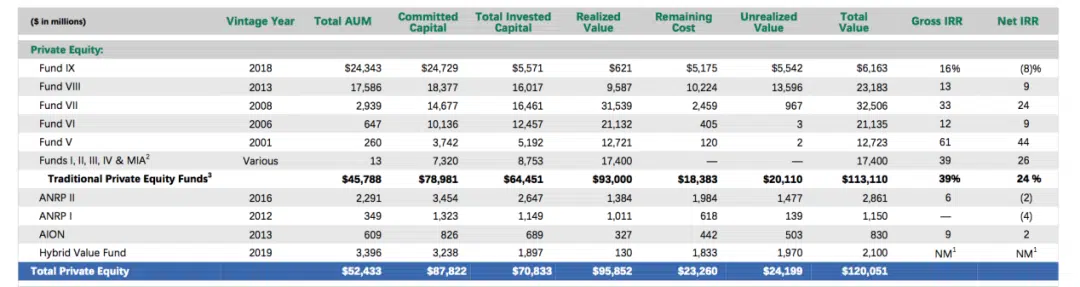 ($ in millions) Vintage Year Total AUM Committed Capital Total Invested Capital Realized Value Remaining Cost Unrealized Value Total Value Gross IRR Net IRR
Private Equity:
Fund IX 2018 $24,343 $24,729 $5,571 $621 $5,175 $5,542 $6,163 16% (8)%
Fund VIII 2013 17,586 18,377 16,017 9,587 10,224 13,596 23,183 13 9
Fund VII 2008 2,939 14,677 16,461 31,539 2,459 967 32,506 33 24
Fund VI 2006 647 10,136 12,457 21,132 405 3 21,135 12 9
Fund V 2001 260 3,742 5,192 12,721 120 2 12,723 61 44
Funds I, II, III, IV & MIA² Various 13 7,320 8,753 17,400 — — 17,400 39 26
Traditional Private Equity Funds³ $45,788 $78,981 $64,451 $93,000 $18,383 $20,110 $113,110 39% 24 %
ANRP II 2016 2,291 3,454 2,647 1,384 1,984 1,477 2,861 6 (2)
ANRP I 2012 349 1,323 1,149 1,011 618 139 1,150 — (4)
AION 2013 609 826 689 327 442 503 830 9 2
Hybrid Value Fund 2019 3,396 3,238 1,897 130 1,833 1,970 2,100 NM¹ NM¹
Total Private Equity $52,433 $87,822 $70,833 $95,852 $23,260 $24,199 $120,051